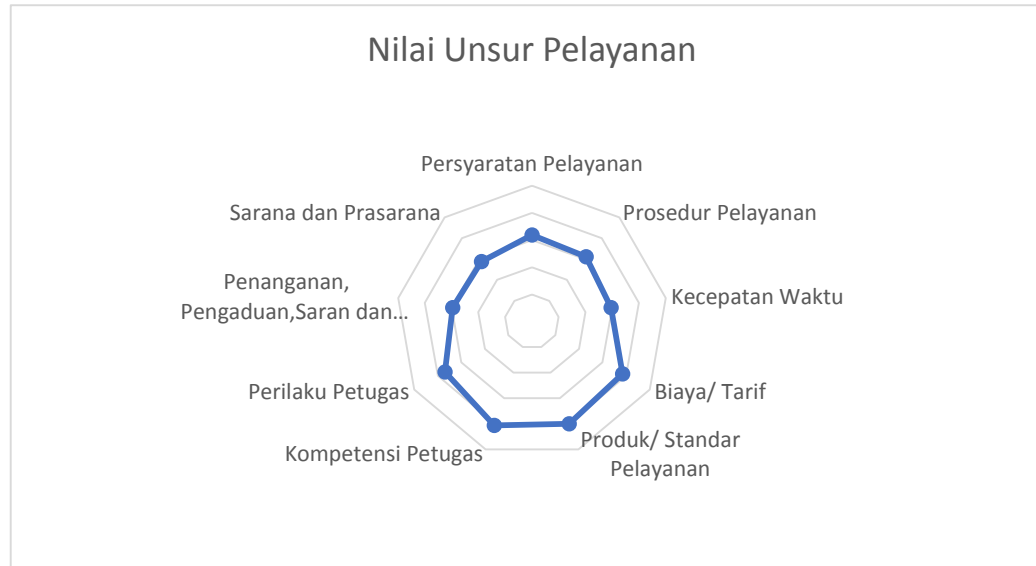 Nilai Unsur Pelayanan
Persyaratan Pelayanan
Prosedur Pelayanan
Kecepatan Waktu
Biaya/ Tarif
Produk/ Standar
Pelayanan
Kompetensi Petugas
Perilaku Petugas
Penanganan,
Pengaduan,Saran dan...
Sarana dan Prasarana